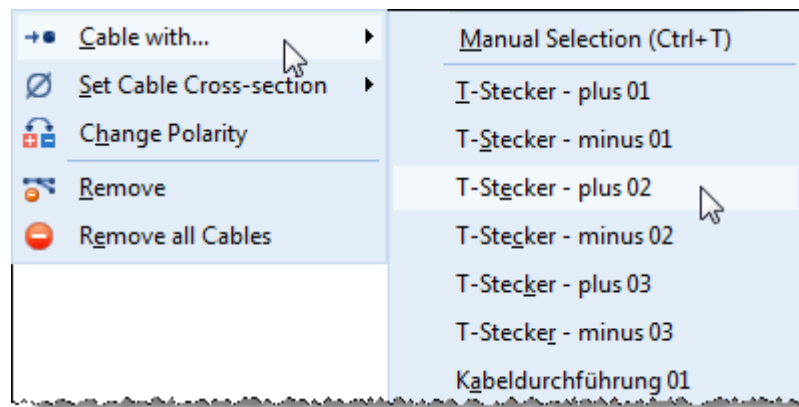 Cable with...
Set Cable Cross-section
Change Polarity
Remove
Remove all Cables
Manual Selection (Ctrl+T)
T-Stecker - plus 01
T-Stecker - minus 01
T-Stecker - plus 02
T-Stecker - minus 02
T-Stecker - plus 03
T-Stecker - minus 03
Kabeldurchführung 01